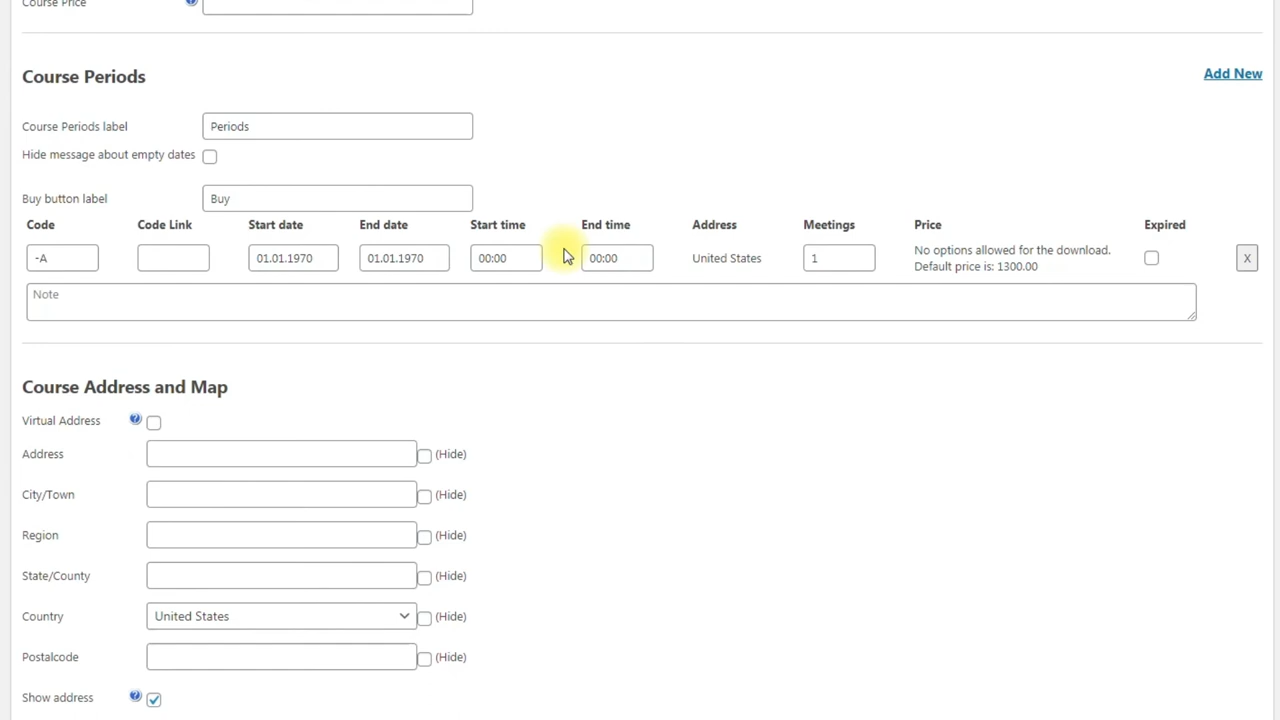 Course Price
Course Periods
Add New
Course Periods label
Periods
Hide message about empty dates
Buy button label
Buy
Code Code Link Start date End date Start time End time Address Meetings Price Expired
-A 01.01.1970 01.01.1970 00:00 00:00 United States 1 No options allowed for the download.
Default price is: 1300.00
X
Note
Course Address and Map
Virtual Address
Address (Hide)
City/Town (Hide)
Region (Hide)
State/County (Hide)
Country United States (Hide)
Postalcode (Hide)
Show address